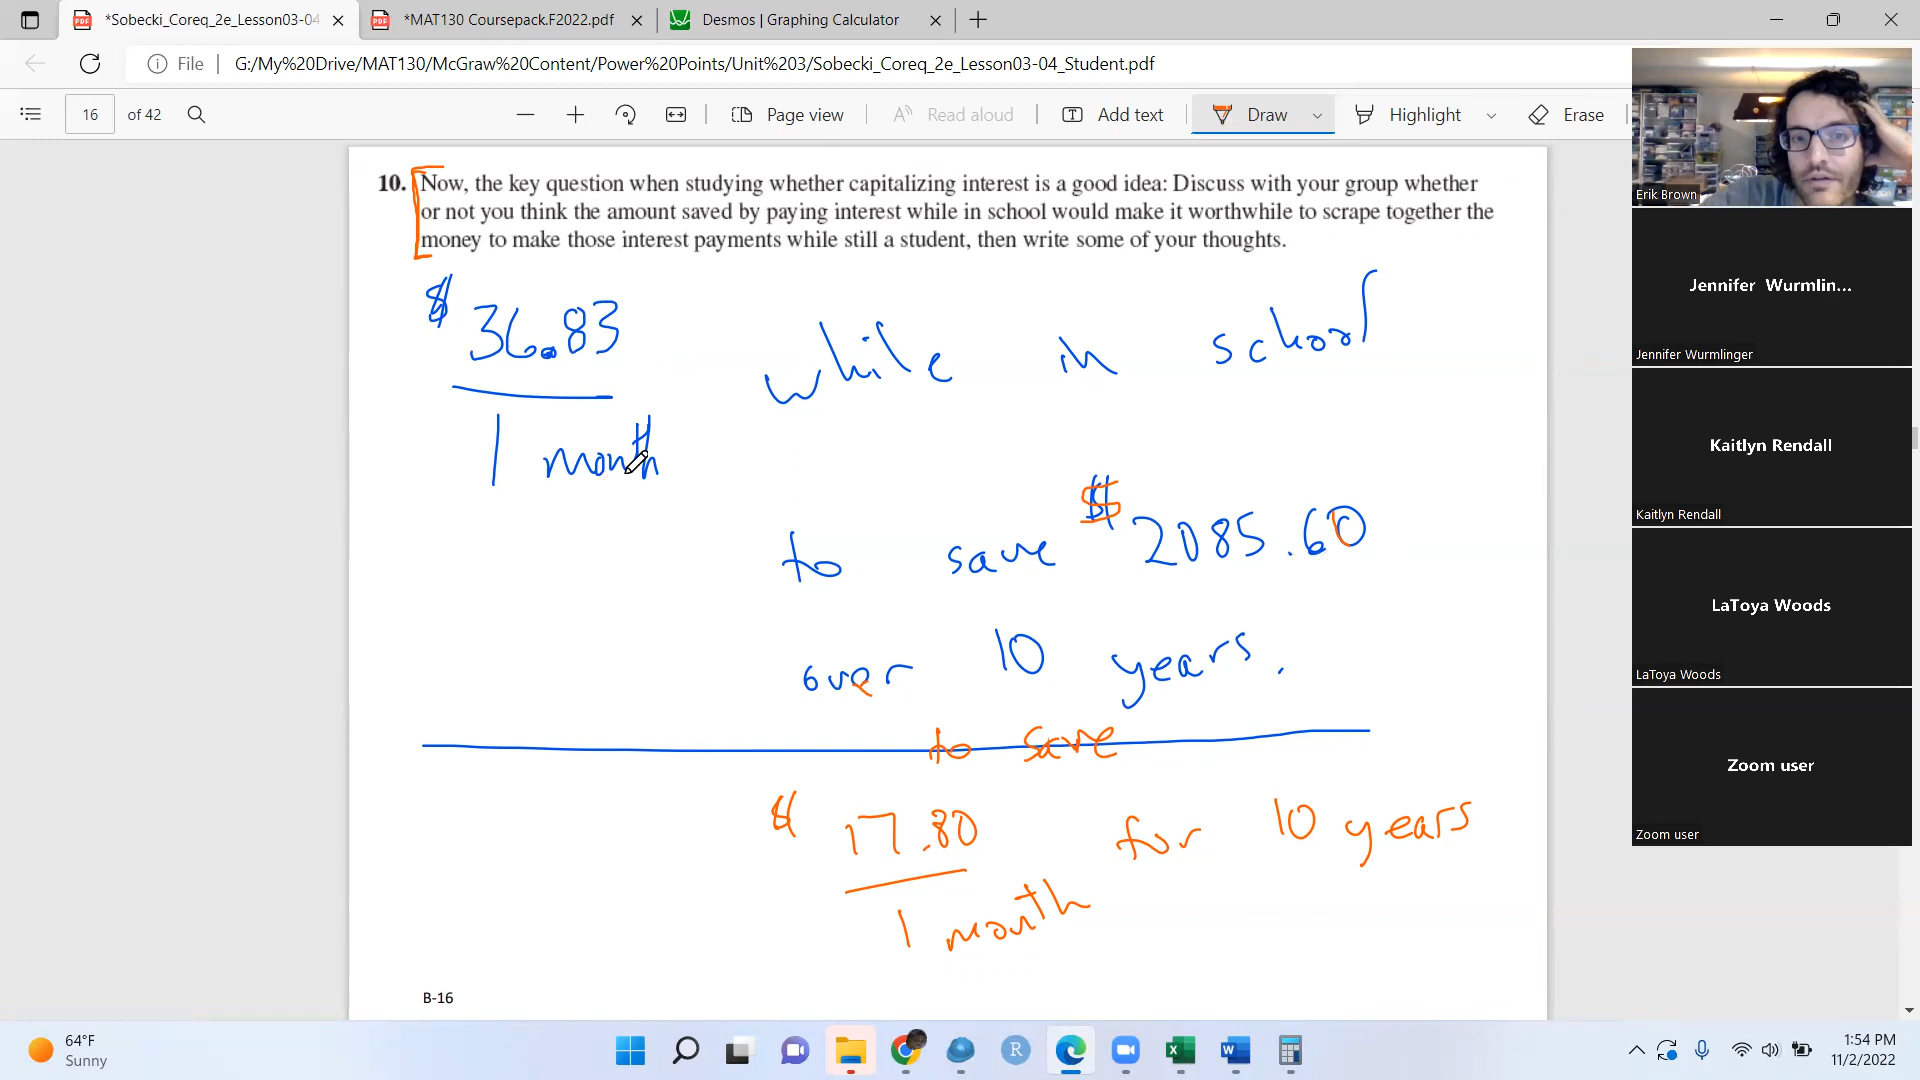 *Sobecki_Coreq_2e_Lesson03-04
*MAT130 Coursepack.F2022.pdf
Desmos | Graphing Calculator
File
G:/My%20Drive/MAT130/McGraw%20Content/Power%20Points/Unit%203/Sobecki_Coreq_2e_Lesson03-04_Student.pdf
16 of 42
Page view
Read aloud
Add text
Draw
Highlight
Erase
10. Now, the key question when studying whether capitalizing interest is a good idea: Discuss with your group whether
or not you think the amount saved by paying interest while in school would make it worthwhile to scrape together the
money to make those interest payments while still a student, then write some of your thoughts.
$ 36.83
1 month
while in school
to save $ 2085.60
over 10 years.
to save
$ 17.80 for 10 years
1 month
B-16
Erik Brown
Jennifer Wurmlin...
Jennifer Wurmlinger
Kaitlyn Rendall
Kaitlyn Rendall
LaToya Woods
LaToya Woods
Zoom user
Zoom user
64°F
Sunny
1:54 PM
11/2/2022